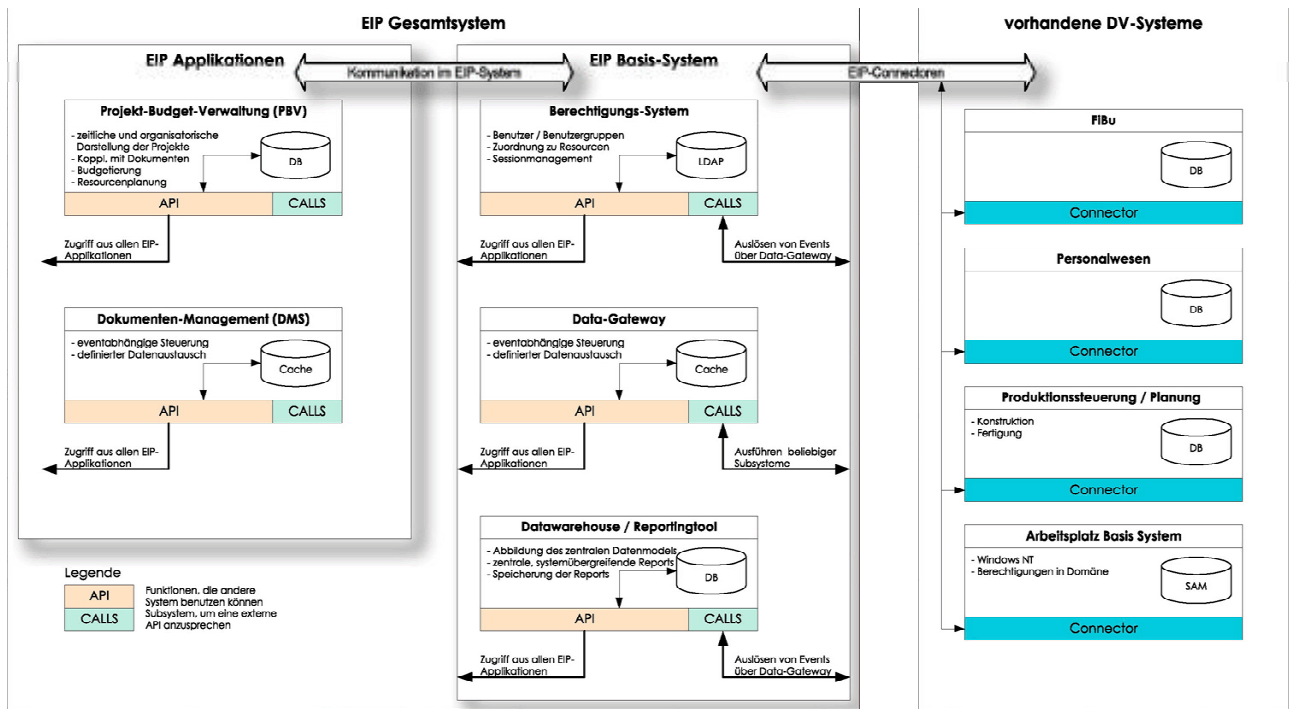 EIP Gesamtsystem
vorhandene DV-Systeme
EIP Applikationen
Kommunikation im EIP-System
EIP Basis-System
EIP-Connectoren
Projekt-Budget-Verwaltung (PBV)
- zeitliche und organisatorische
Darstellung der Projekte
- Koppl. mit Dokumenten
- Budgetierung
- Resourcenplanung
DB
API
CALLS
Zugriff aus allen EIP-
Applikationen
Dokumenten-Management (DMS)
- eventabhängige Steuerung
- definierter Datenaustausch
Cache
API
CALLS
Zugriff aus allen EIP-
Applikationen
Legende
API
Funktionen, die andere
System benutzen können
CALLS
Subsystem, um eine externe
API anzusprechen
Berechtigungs-System
- Benutzer / Benutzergruppen
- Zuordnung zu Resourcen
- Sessionmanagement
LDAP
API
CALLS
Zugriff aus allen EIP-
Applikationen
Auslösen von Events
über Data-Gateway
Data-Gateway
- eventabhängige Steuerung
- definierter Datenaustausch
Cache
API
CALLS
Zugriff aus allen EIP-
Applikationen
Ausführen beliebiger
Subsysteme
Datawarehouse / Reportingtool
- Abbildung des zentralen Datenmodels
- zentrale, systemübergreifende Reports
- Speicherung der Reports
DB
API
CALLS
Zugriff aus allen EIP-
Applikationen
Auslösen von Events
über Data-Gateway
FiBu
DB
Connector
Personalwesen
DB
Connector
Produktionssteuerung / Planung
- Konstruktion
- Fertigung
DB
Connector
Arbeitsplatz Basis System
- Windows NT
- Berechtigungen in Domäne
SAM
Connector